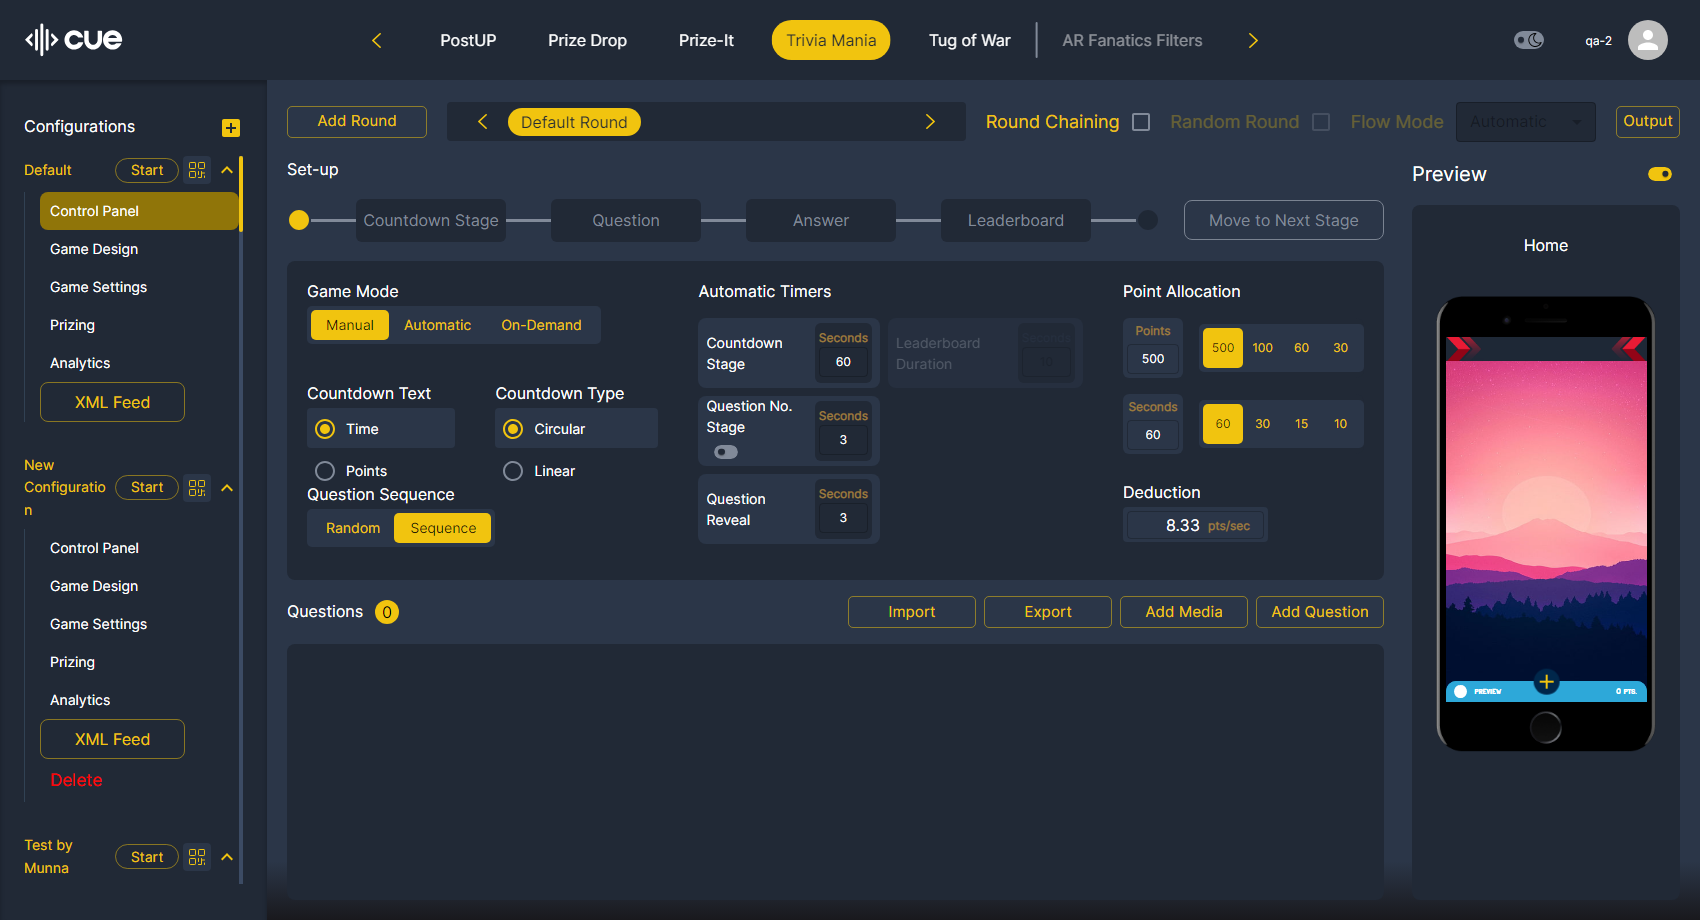 cue
PostUP
Prize Drop
Prize-It
Trivia Mania
Tug of War
AR Fanatics Filters
qa-2
Configurations
Default
Start
Control Panel
Game Design
Game Settings
Prizing
Analytics
XML Feed
New
Configuratio
n
Start
Control Panel
Game Design
Game Settings
Prizing
Analytics
XML Feed
Delete
Test by
Munna
Start
Add Round
Default Round
Round Chaining
Random Round
Flow Mode
Automatic
Output
Set-up
Countdown Stage
Question
Answer
Leaderboard
Move to Next Stage
Game Mode
Manual
Automatic
On-Demand
Countdown Text
Time
Points
Countdown Type
Circular
Linear
Question Sequence
Random
Sequence
Automatic Timers
Countdown
Stage
Seconds
60
Leaderboard
Duration
Seconds
10
Question No.
Stage
Seconds
3
Question
Reveal
Seconds
3
Point Allocation
Points
500
500
100
60
30
Seconds
60
60
30
15
10
Deduction
8.33 pts/sec
Questions
0
Import
Export
Add Media
Add Question
Preview
Home
PREVIEW
0 PTS.